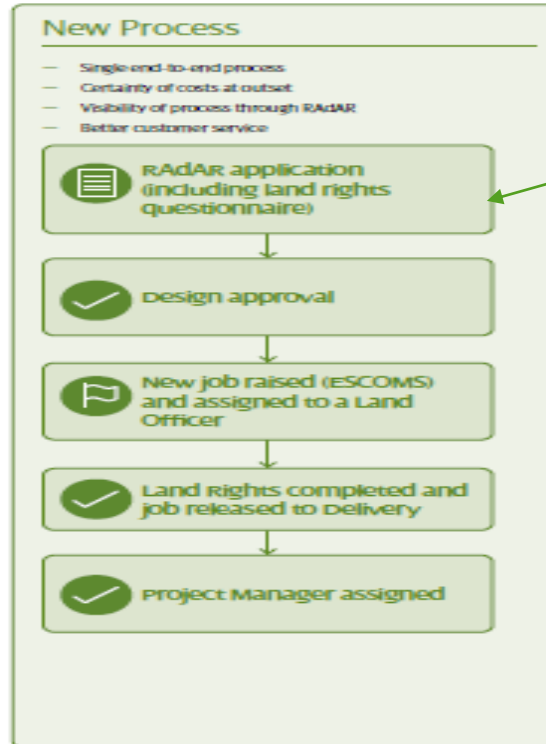 New Process
— Single end-to-end process
— Certainty of costs at outset
— Visibility of process through RAdAR
— Better customer service
RAdAR application
(including land rights
questionnaire)
Design approval
New job raised (ESCOMS)
and assigned to a Land
Officer
Land Rights completed and
job released to Delivery
Project Manager assigned